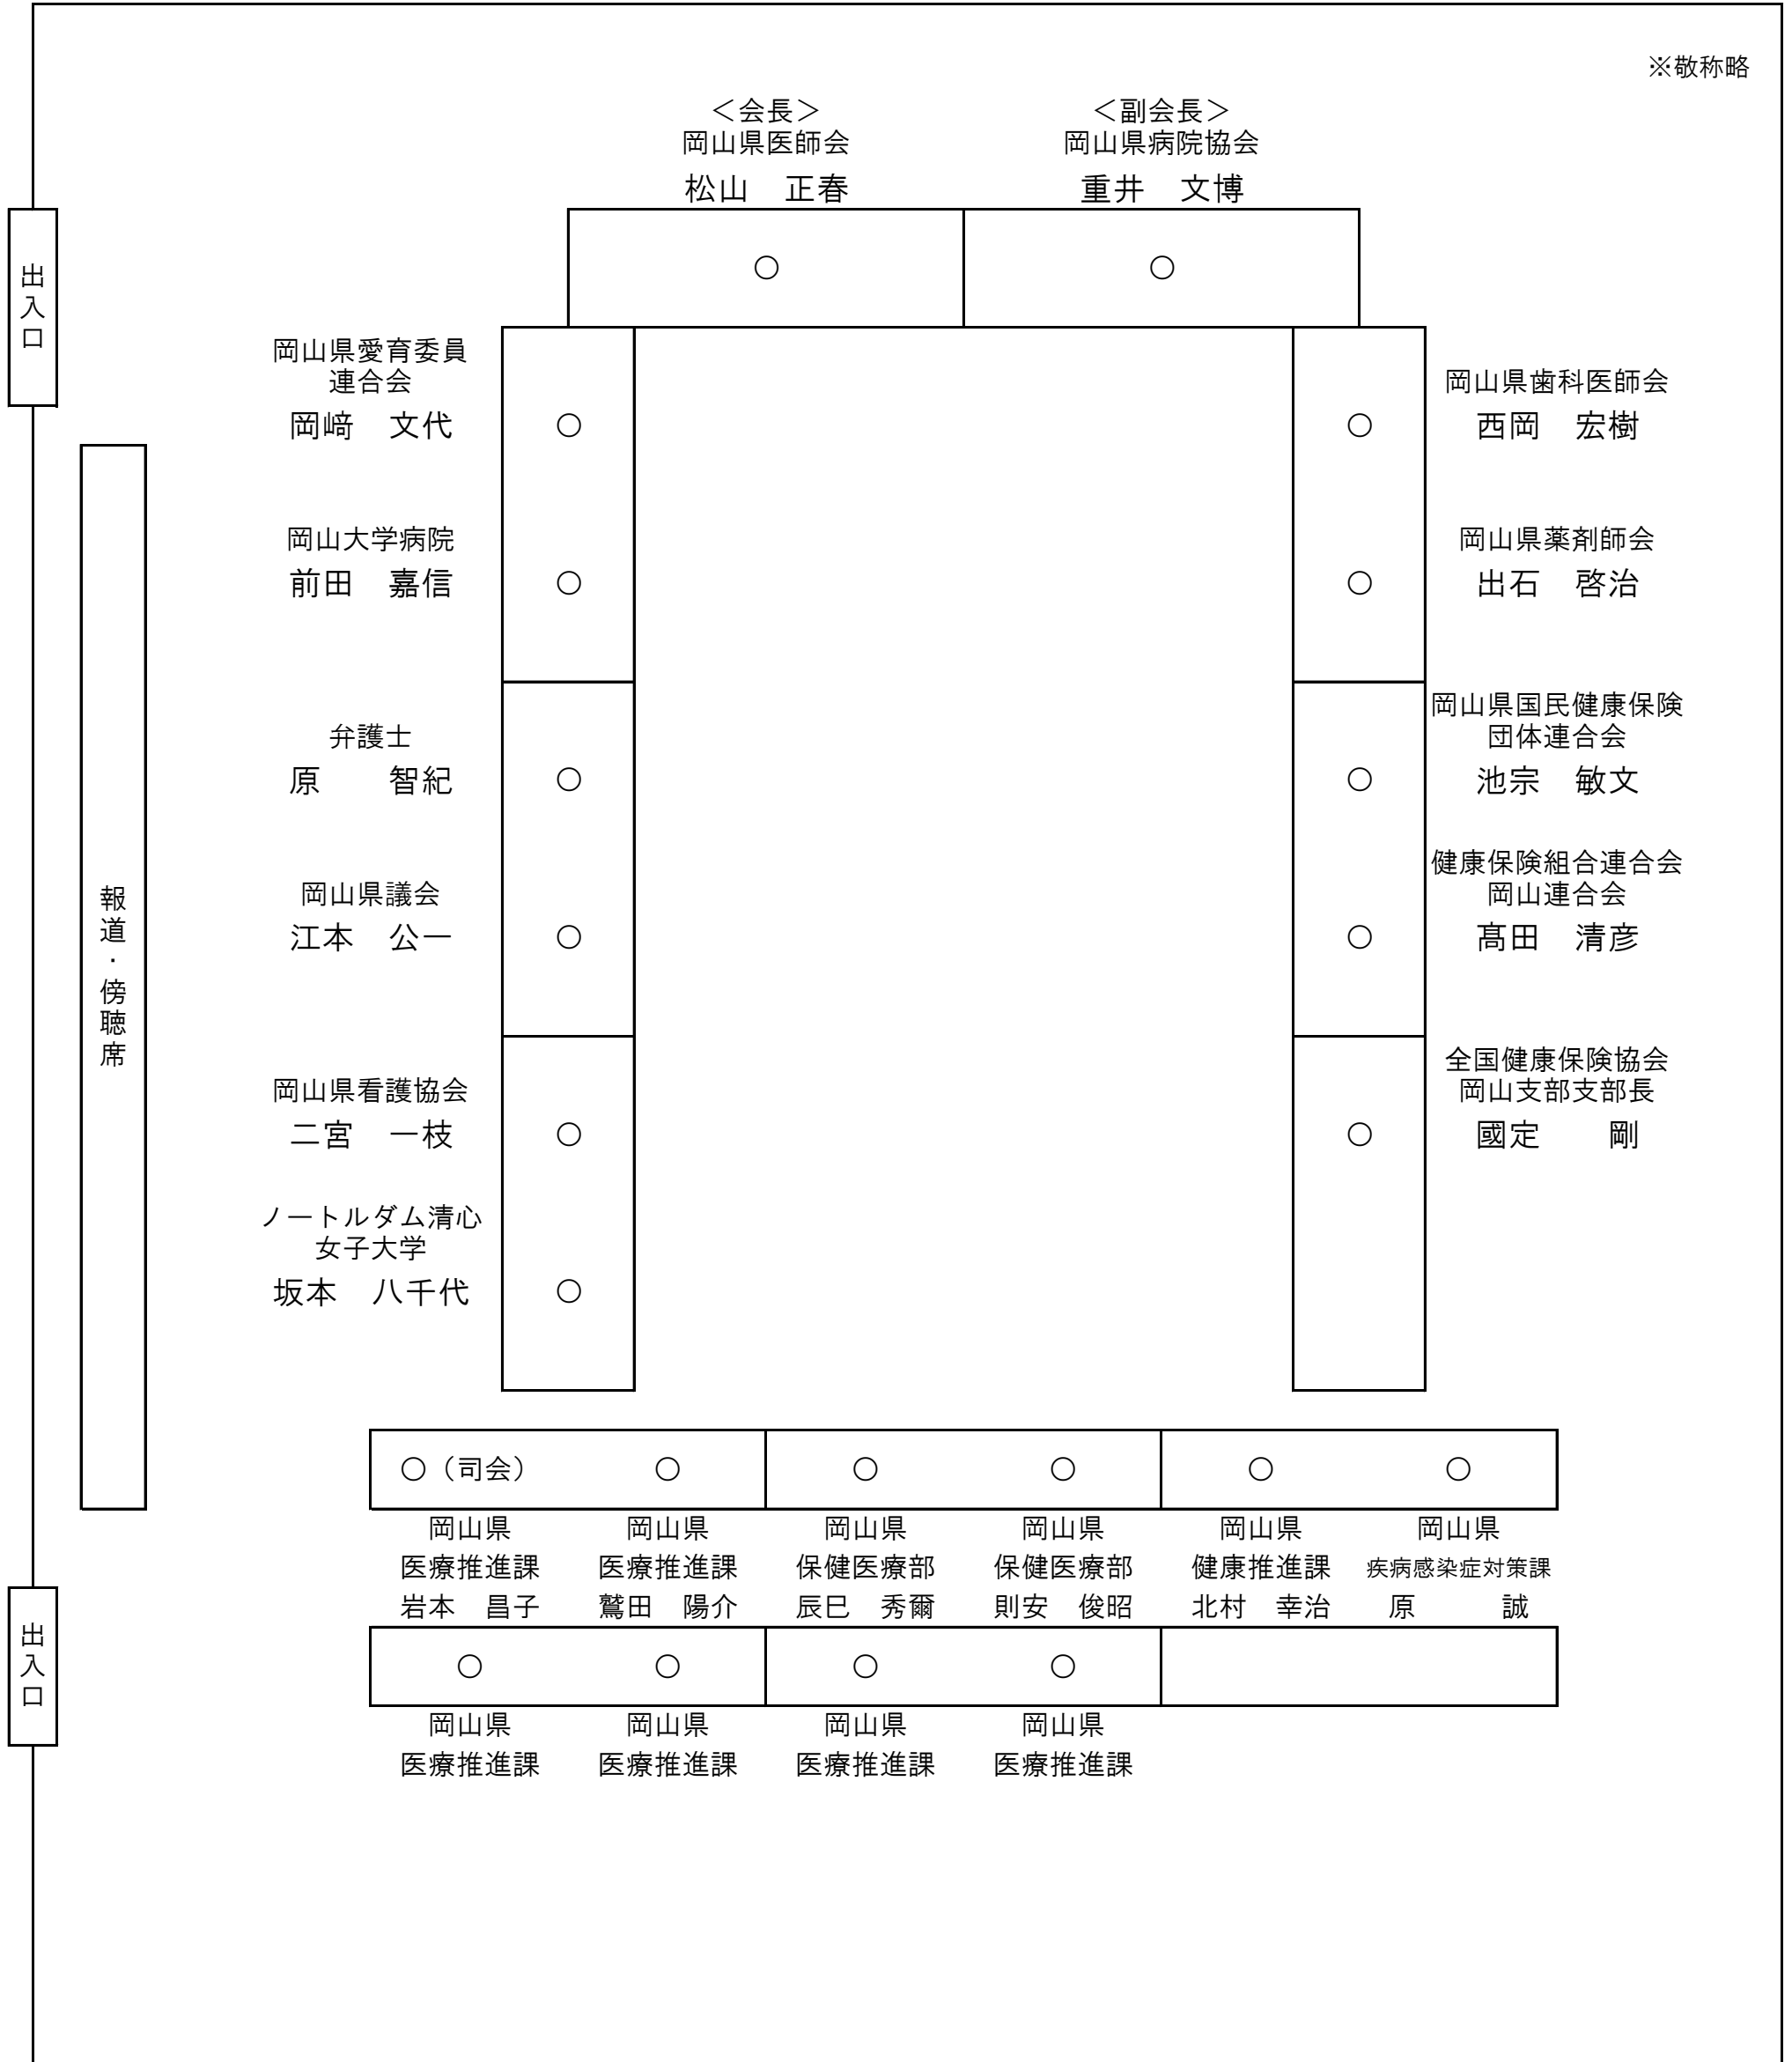 ※敬称略
＜会長＞
岡山県医師会
松山　正春
＜副会長＞
岡山県病院協会
重井　文博
○
○
出入口
岡山県愛育委員
連合会
岡﨑　文代
○
岡山大学病院
前田　嘉信
○
弁護士
原　　智紀
○
岡山県議会
江本　公一
○
岡山県看護協会
二宮　一枝
○
ノートルダム清心
女子大学
坂本　八千代
○
○
岡山県歯科医師会
西岡　宏樹
○
岡山県薬剤師会
出石　啓治
○
岡山県国民健康保険
団体連合会
池宗　敏文
○
健康保険組合連合会
岡山連合会
髙田　清彦
○
全国健康保険協会
岡山支部支部長
國定　　剛
報道・傍聴席
○（司会）
○
○
○
○
○
岡山県
医療推進課
岩本　昌子
岡山県
医療推進課
鷲田　陽介
岡山県
保健医療部
辰巳　秀爾
岡山県
保健医療部
則安　俊昭
岡山県
健康推進課
北村　幸治
岡山県
疾病感染症対策課
原　　　誠
出入口
○
○
○
○
岡山県
医療推進課
岡山県
医療推進課
岡山県
医療推進課
岡山県
医療推進課